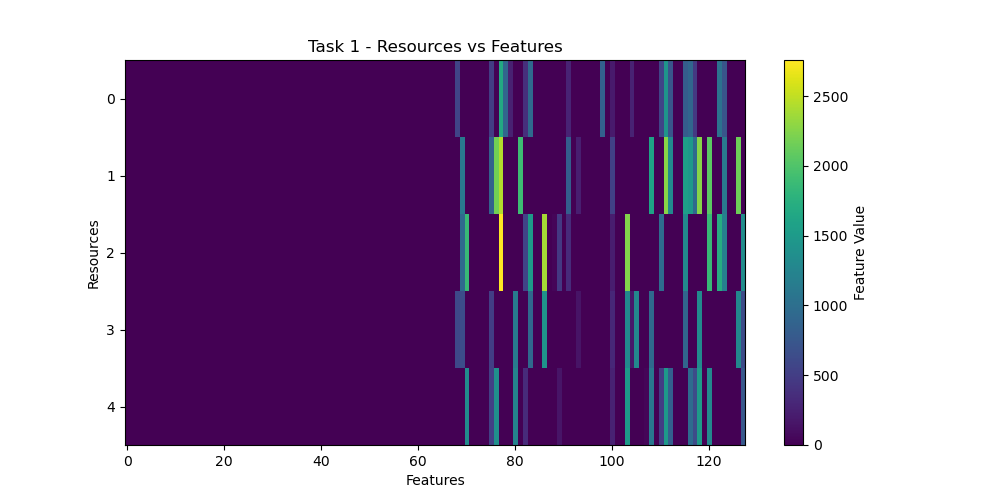 Task 1 - Resources vs Features
Resources
0
1
2
3
4
0 20 40 60 80 100 120
Features
2500
2000
1500
1000
500
0
Feature Value